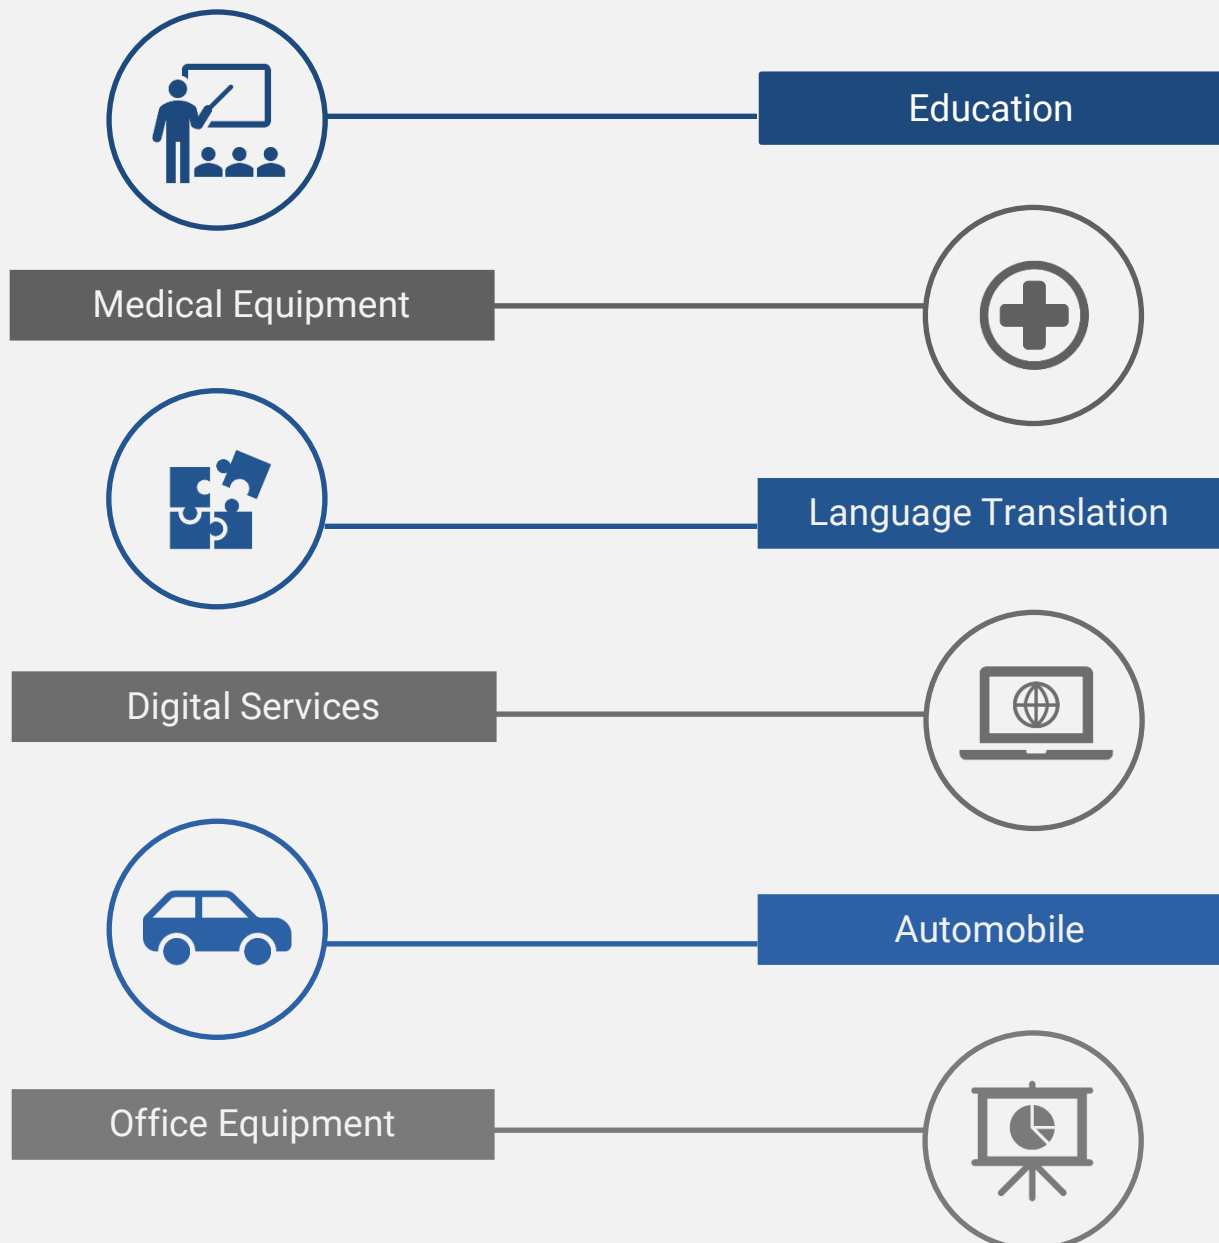 Education
Medical Equipment
Language Translation
Digital Services
Automobile
Office Equipment